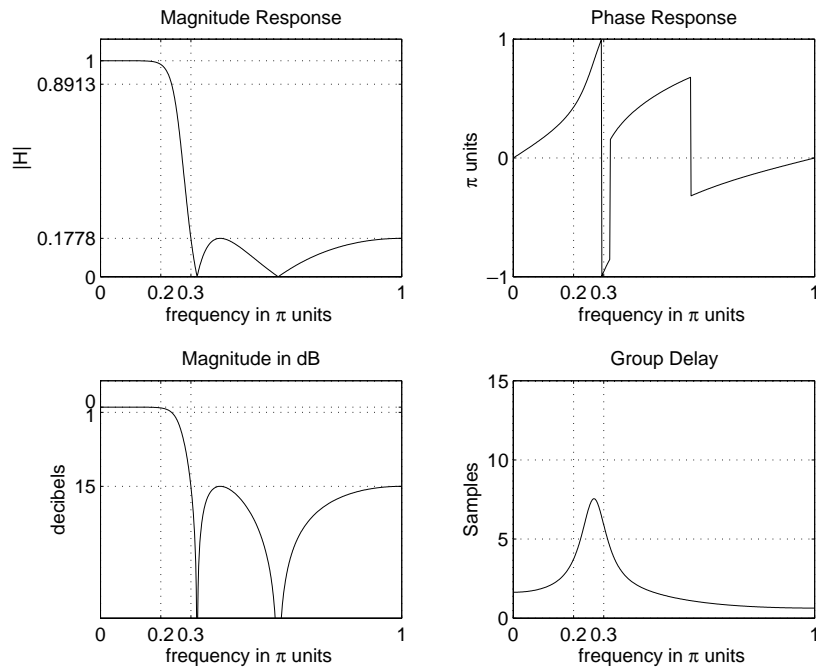 Magnitude Response
1
0.8913
0.1778
0
|H|
0 0.2 0.3 1
frequency in π units
Phase Response
1
0
−1
π units
0 0.2 0.3 1
frequency in π units
Magnitude in dB
0
1
15
decibels
0 0.2 0.3 1
frequency in π units
Group Delay
15
10
5
0
Samples
0 0.2 0.3 1
frequency in π units